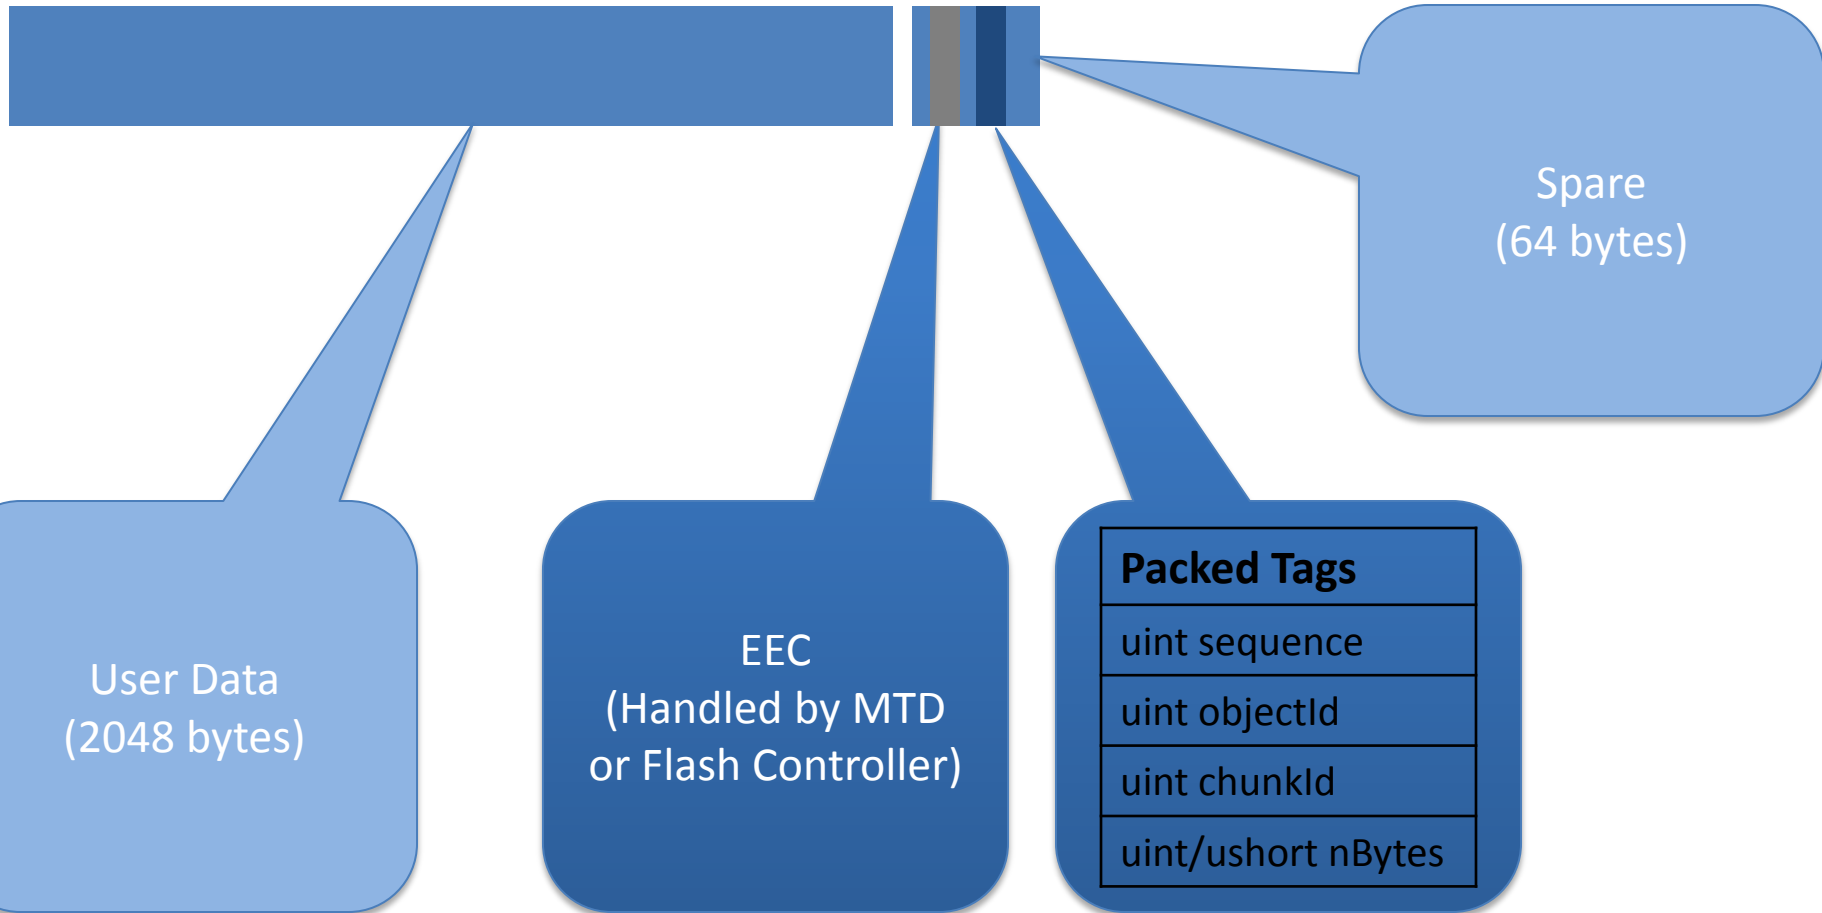 Spare
(64 bytes)
User Data
(2048 bytes)
EEC
(Handled by MTD
or Flash Controller)
Packed Tags
uint sequence
uint objectId
uint chunkId
uint/ushort nBytes